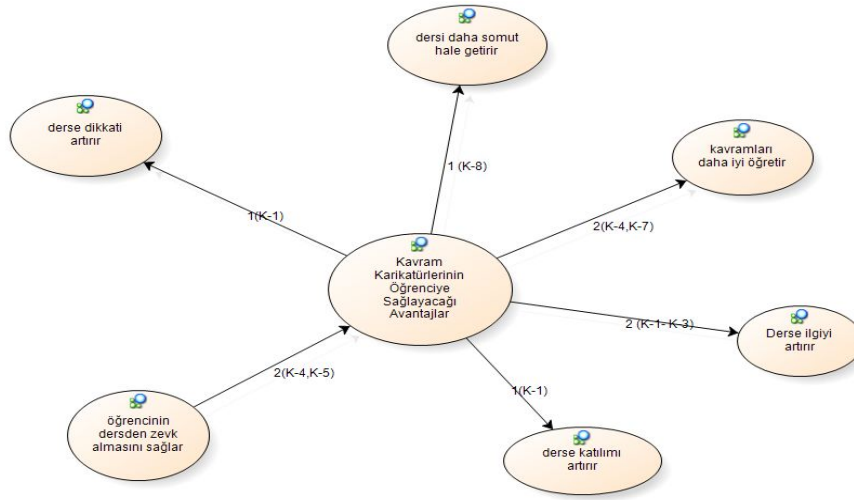 dersi daha somut
hale getirir
derse dikkati
artırır
kavramları
daha iyi öğretir
1 (K-8)
1(K-1)
2(K-4,K-7)
Kavram
Karikatürlerinin
Öğrenciye
Sağlayacağı
Avantajlar
2 (K-1- K-3)
Derse ilgiyi
artırır
2(K-4,K-5)
1(K-1)
öğrencinin
dersden zevk
almasını sağlar
derse katılımı
artırır